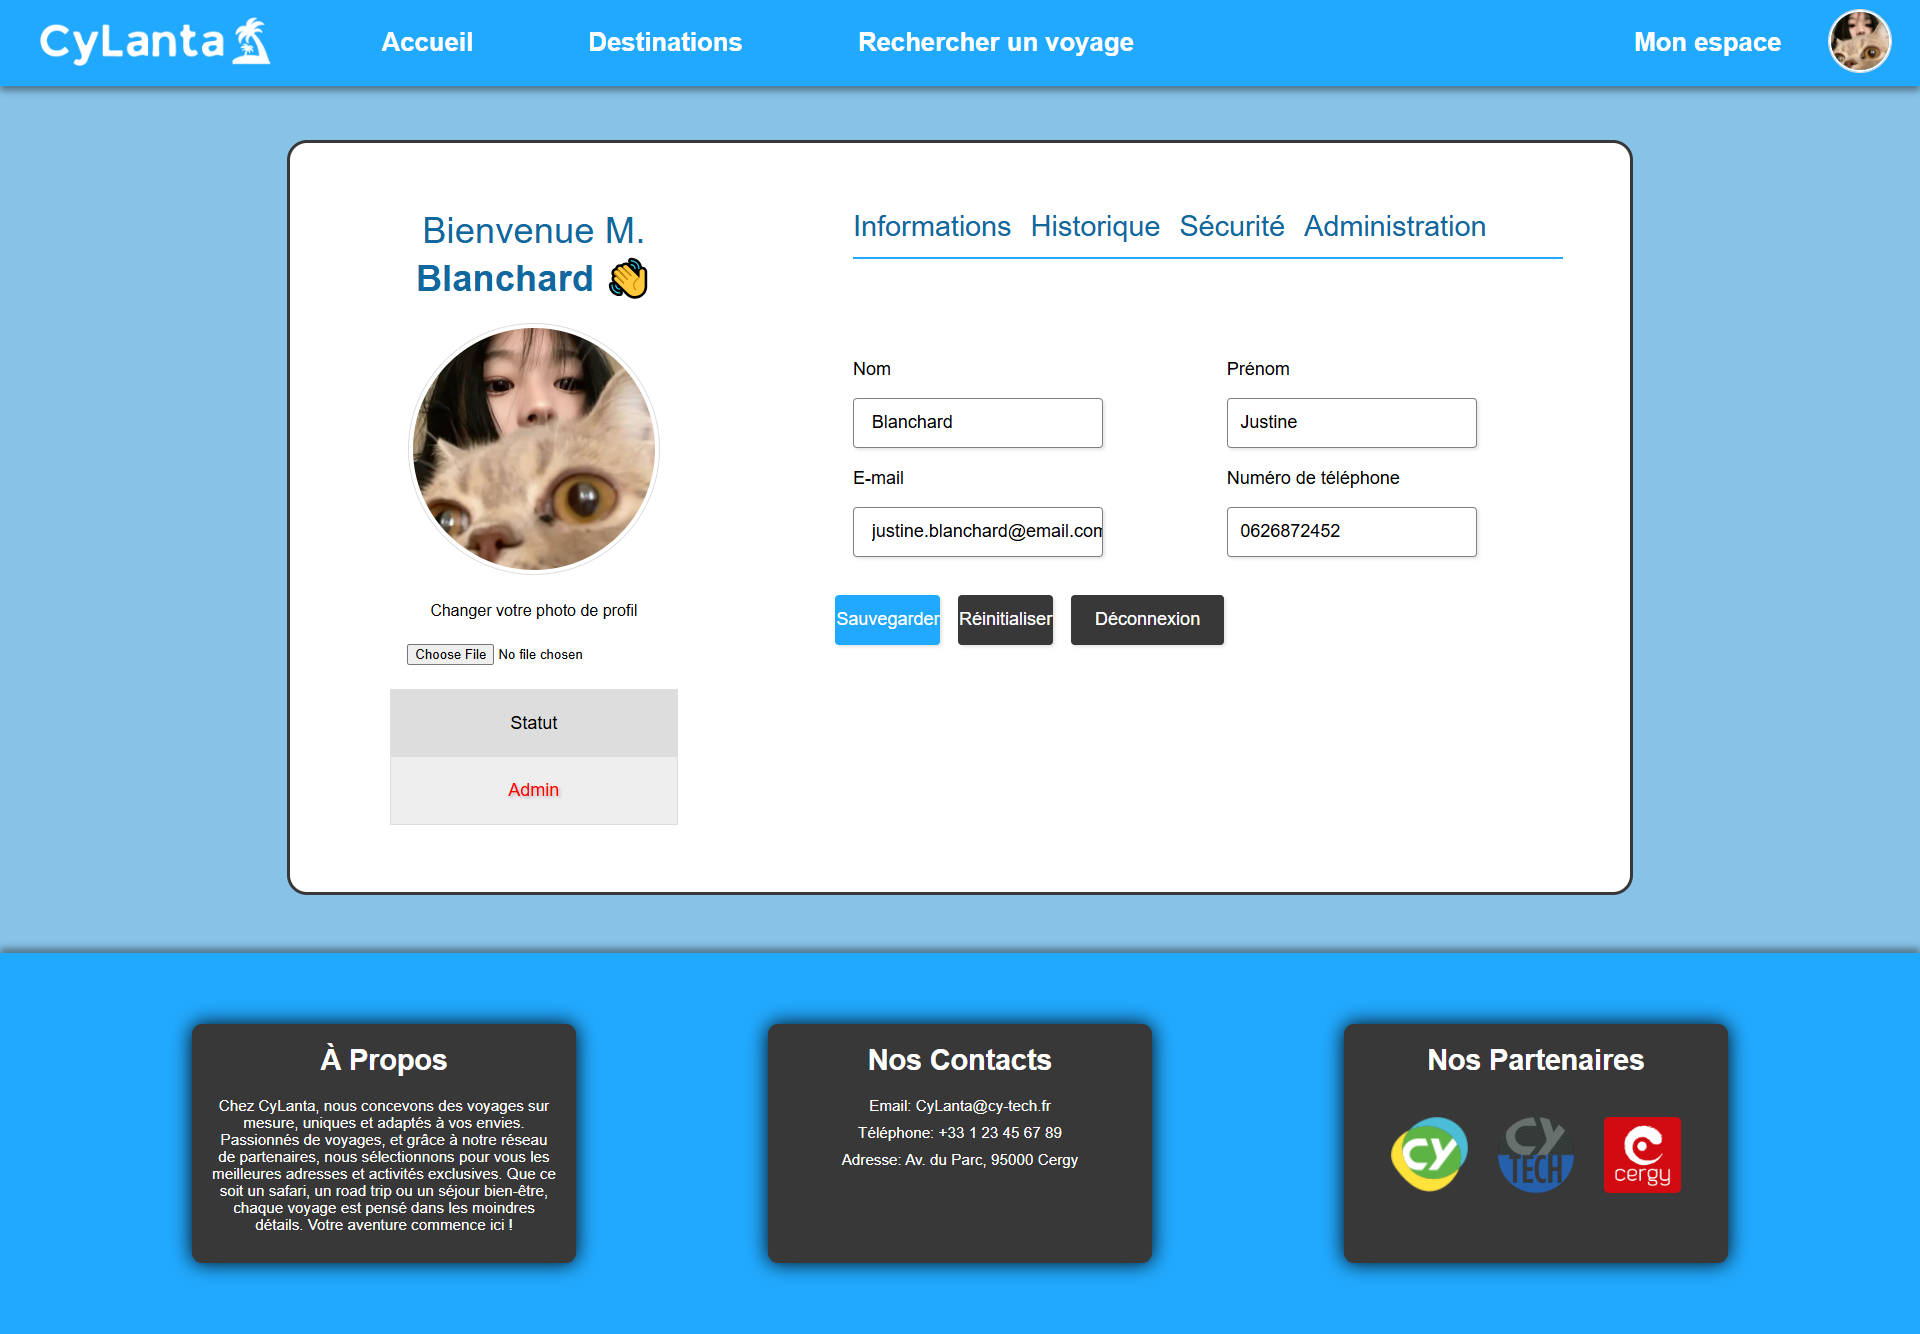 CyLanta
Accueil
Destinations
Rechercher un voyage
Mon espace
Bienvenue M.
Blanchard 👋
Changer votre photo de profil
Choose File No file chosen
Statut
Admin
Informations Historique Sécurité Administration
Nom
Prénom
Blanchard
Justine
E-mail
Numéro de téléphone
justine.blanchard@email.com
0626872452
Sauvegarder
Réinitialiser
Déconnexion
À Propos
Chez CyLanta, nous concevons des voyages sur
mesure, uniques et adaptés à vos envies.
Passionnés de voyages, et grâce à notre réseau
de partenaires, nous sélectionnons pour vous les
meilleures adresses et activités exclusives. Que ce
soit un safari, un road trip ou un séjour bien-être,
chaque voyage est pensé dans les moindres
détails. Votre aventure commence ici !
Nos Contacts
Email: CyLanta@cy-tech.fr
Téléphone: +33 1 23 45 67 89
Adresse: Av. du Parc, 95000 Cergy
Nos Partenaires
CY
CY
TECH
cergy